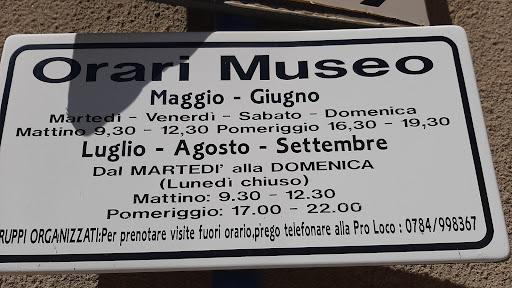 Orari Museo
Maggio - Giugno
Martedì - Venerdì - Sabato - Domenica
Mattino 9,30 - 12,30 Pomeriggio 16,30 - 19,30
Luglio - Agosto - Settembre
Dal MARTEDI' alla DOMENICA
(Lunedì chiuso)
Mattino: 9.30 - 12.30
Pomeriggio: 17.00 - 22.00
RUPPI ORGANIZZATI:Per prenotare visite fuori orario,prego telefonare alla Pro Loco : 0784/998367